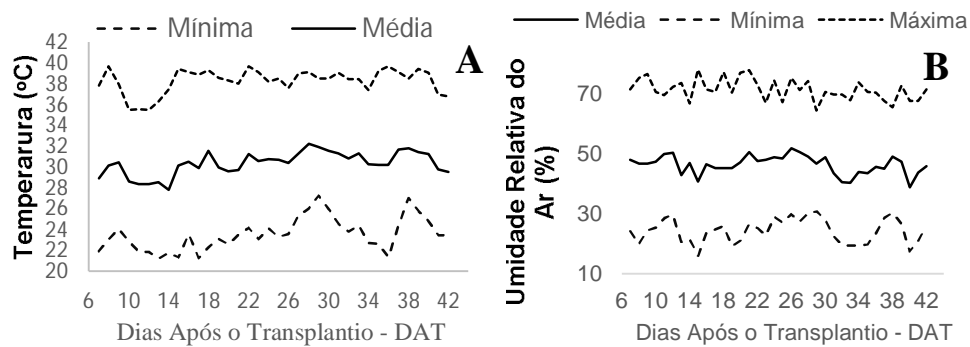 Mínima Média
Temperarura (ºC)
42
40
38
36
34
32
30
28
26
24
22
20
6 10 14 18 22 26 30 34 38 42
Dias Após o Transplantio - DAT
A
Média Mínima Máxima
Umidade Relativa do
Ar (%)
70
50
30
10
6 10 14 18 22 26 30 34 38 42
Dias Após o Transplantio - DAT
B